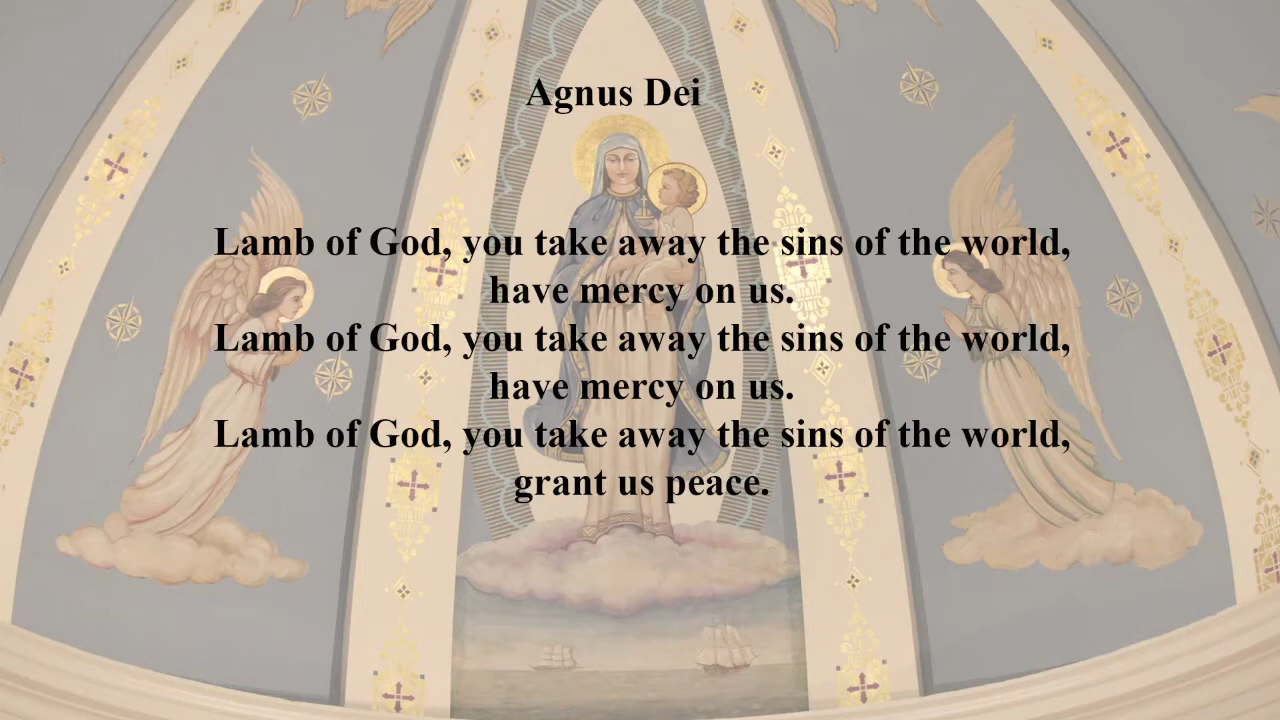 Agnus Dei
Lamb of God, you take away the sins of the world,
have mercy on us.
Lamb of God, you take away the sins of the world,
have mercy on us.
Lamb of God, you take away the sins of the world,
grant us peace.